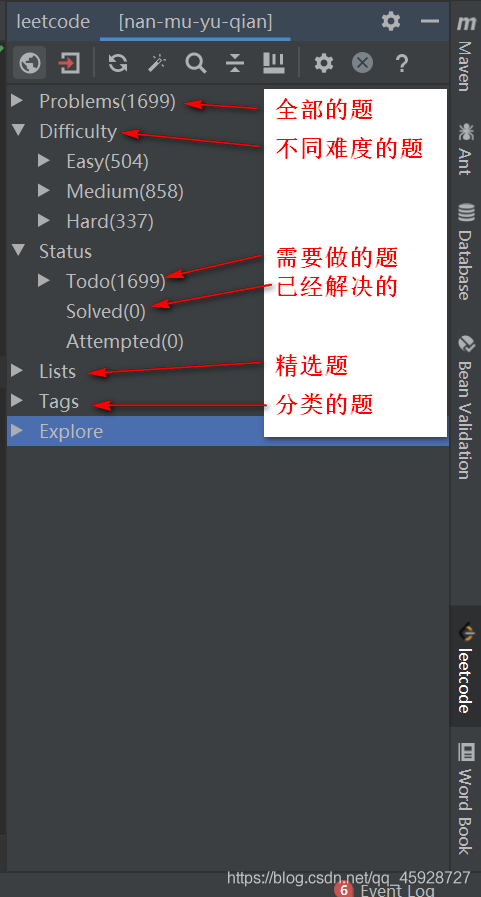 leetcode [nan-mu-yu-qian]
Problems(1699)
全部的题
Difficulty
不同难度的题
Easy(504)
Medium(858)
Hard(337)
Status
需要做的题
Todo(1699)
已经解决的
Solved(0)
Attempted(0)
精选题
Lists
Tags
分类的题
Explore
Maven
Ant
Database
Bean Validation
leetcode
Word Book
https://blog.csdn.net/qq_45928727
6 Event Log